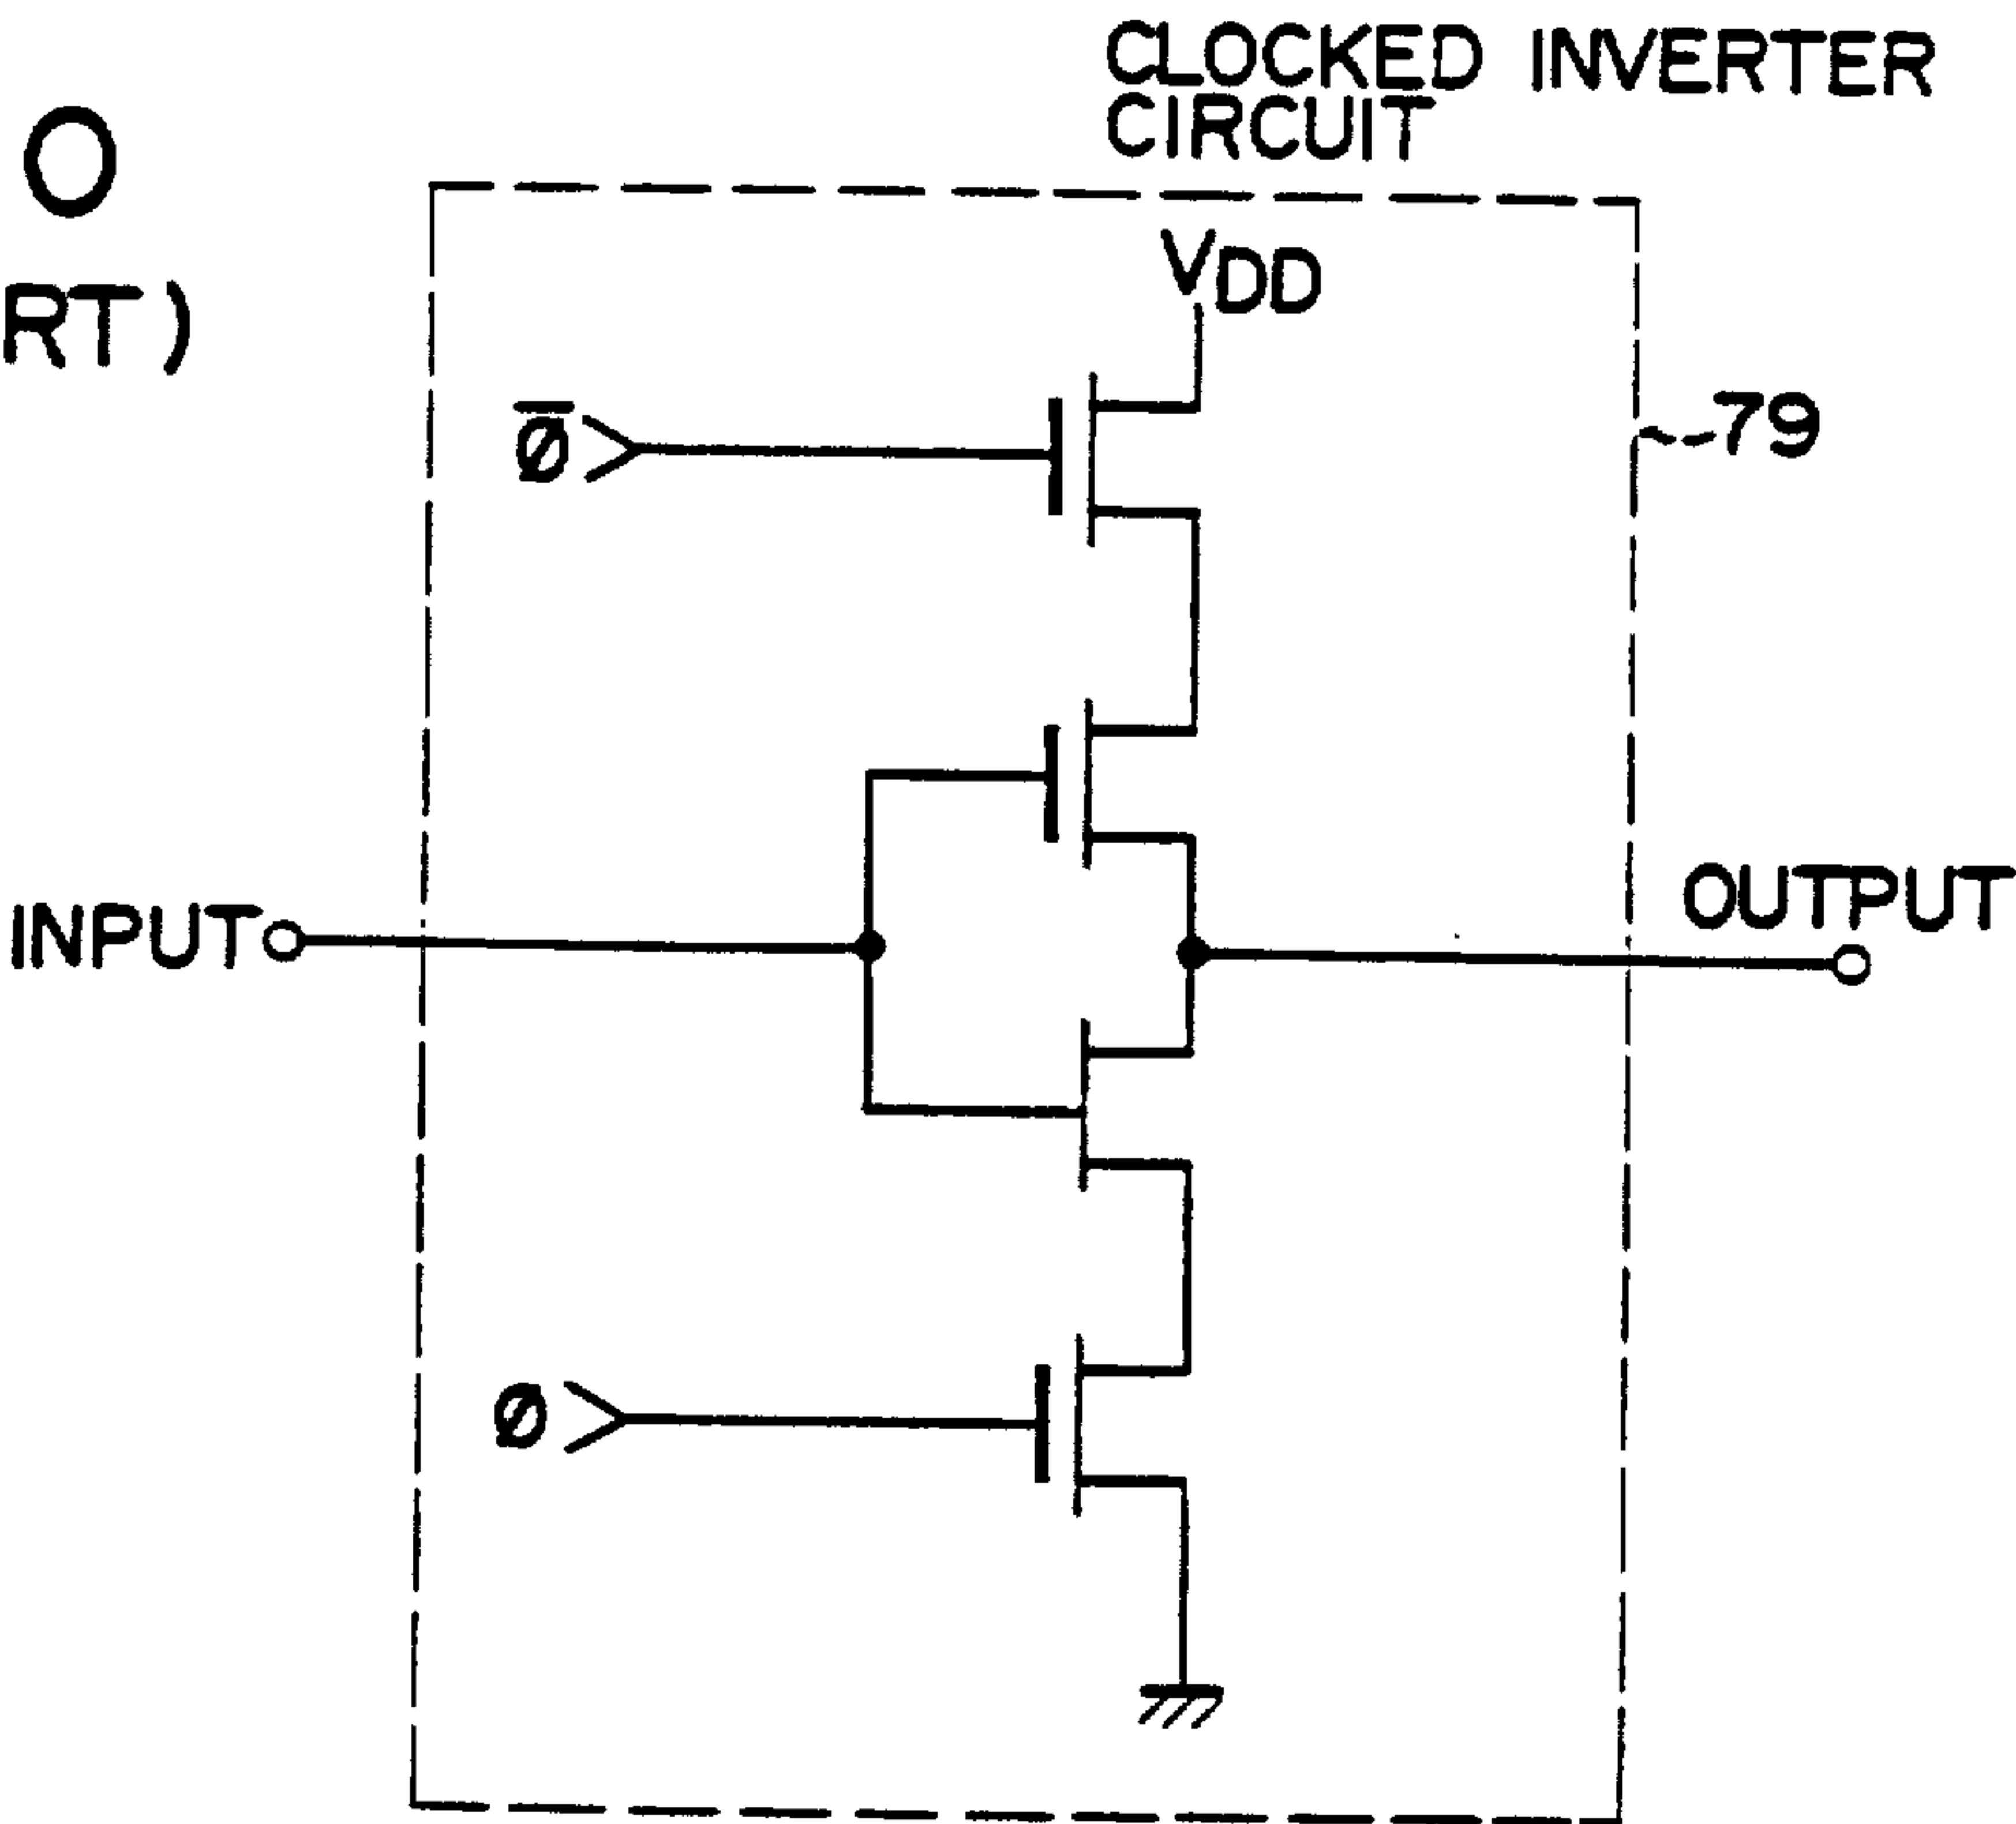 CLOCKED INVERTER
CIRCUIT
O
RT)
VDD
Ø̅
79
INPUT
OUTPUT
Ø